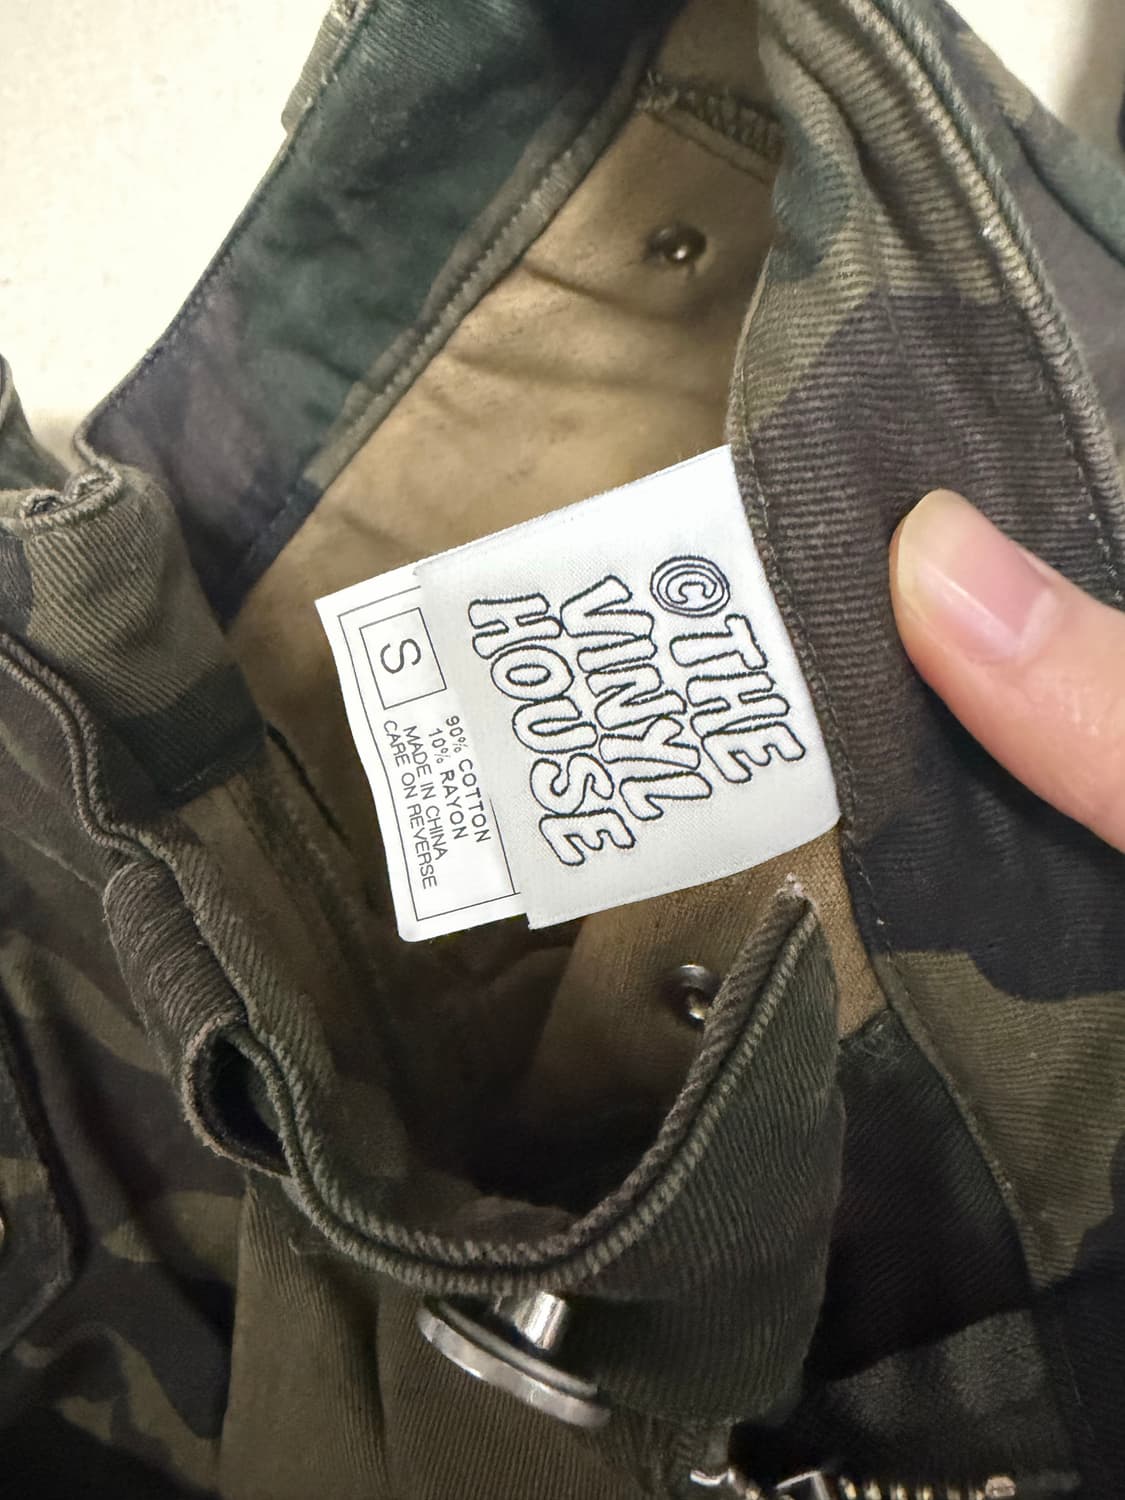 © THE
VINYL
HOUSE
S
90% COTTON
10% RAYON
MADE IN CHINA
CARE ON REVERSE